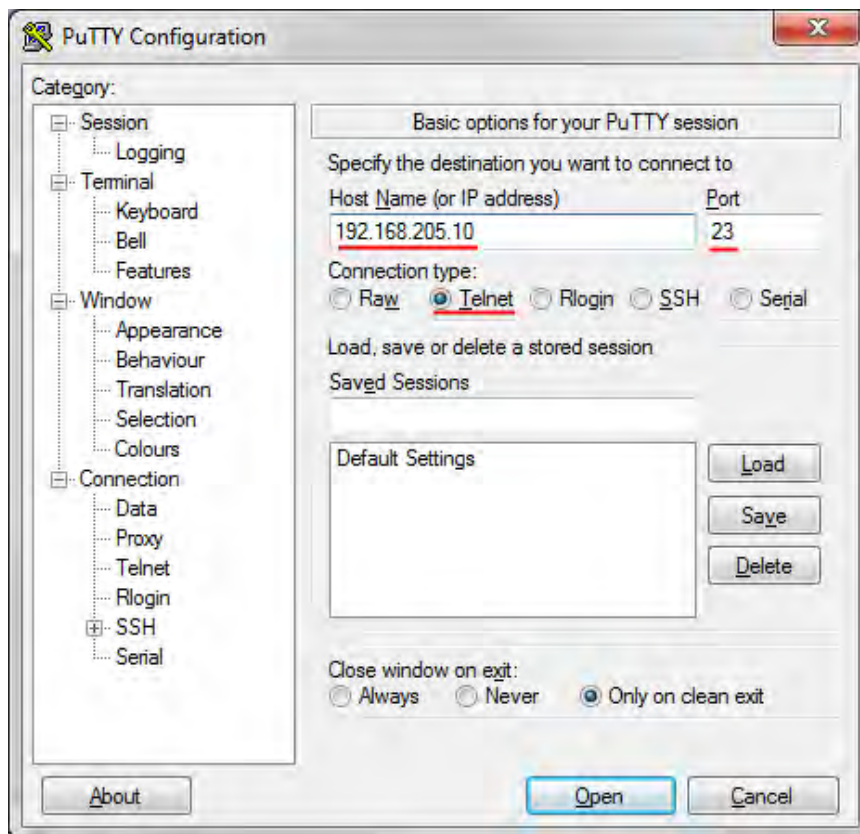 PuTTY Configuration
Category:
Session
Logging
Terminal
Keyboard
Bell
Features
Window
Appearance
Behaviour
Translation
Selection
Colours
Connection
Data
Proxy
Telnet
Rlogin
SSH
Serial
Basic options for your PuTTY session
Specify the destination you want to connect to
Host Name (or IP address) Port
192.168.205.10 23
Connection type:
Raw Telnet Rlogin SSH Serial
Load, save or delete a stored session
Saved Sessions
Default Settings
Load
Save
Delete
Close window on exit:
Always Never Only on clean exit
About Open Cancel